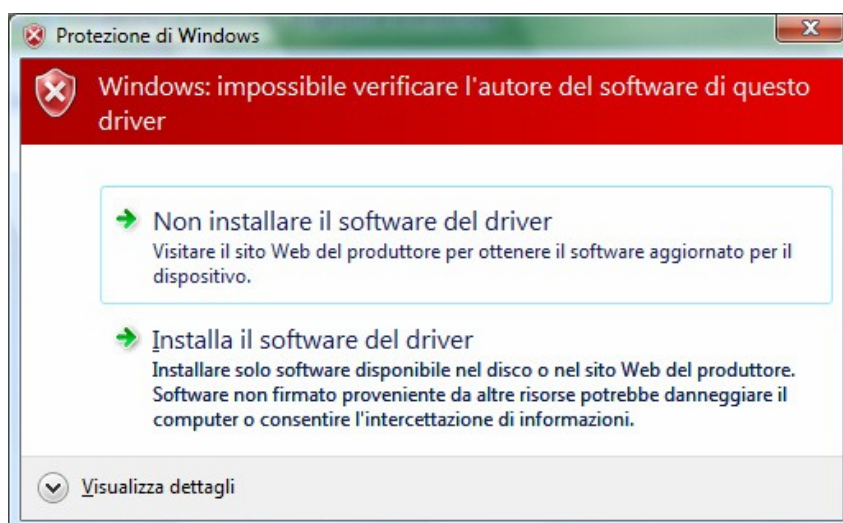 Protezione di Windows
Windows: impossibile verificare l'autore del software di questo
driver
Non installare il software del driver
Visitare il sito Web del produttore per ottenere il software aggiornato per il
dispositivo.
Installa il software del driver
Installare solo software disponibile nel disco o nel sito Web del produttore.
Software non firmato proveniente da altre risorse potrebbe danneggiare il
computer o consentire l'intercettazione di informazioni.
Visualizza dettagli